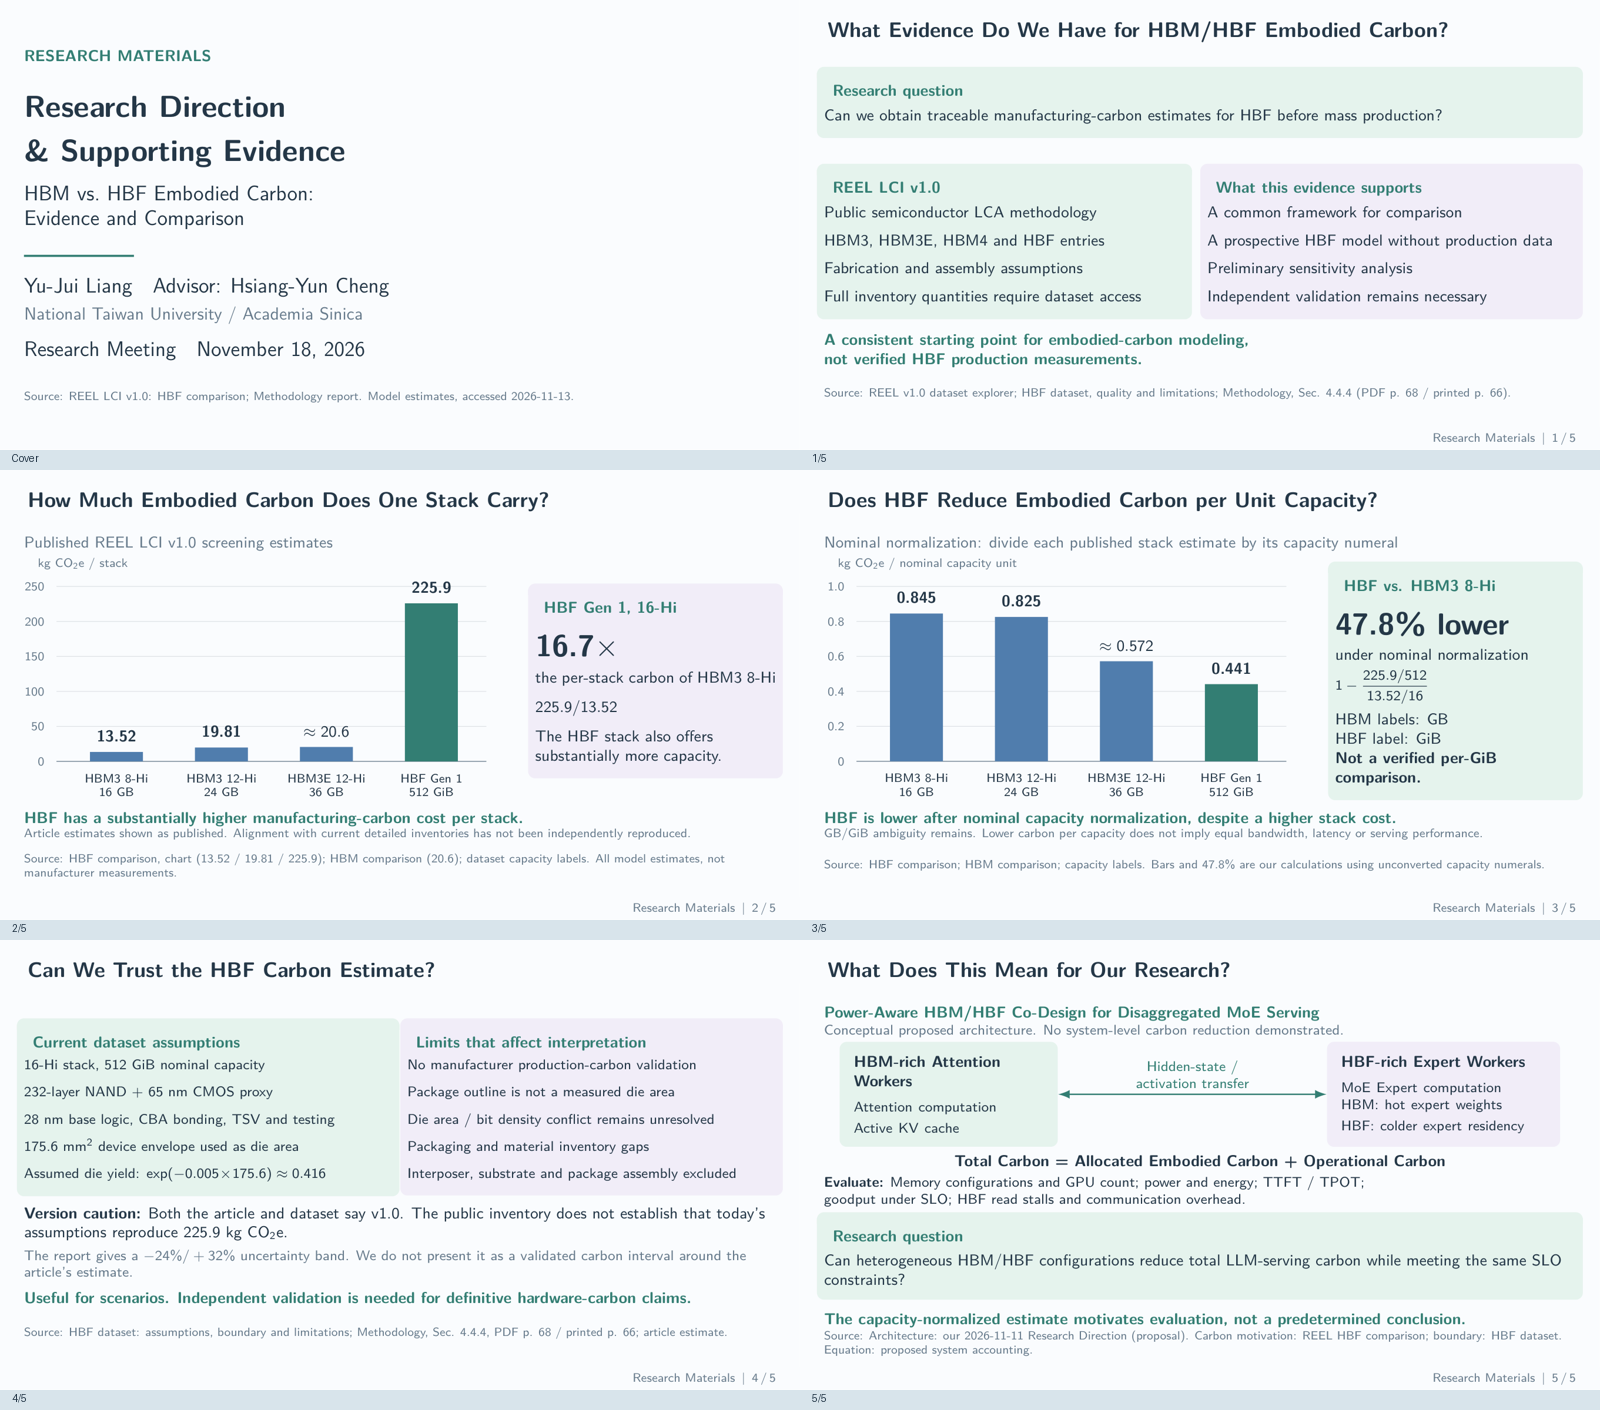 RESEARCH MATERIALS
Research Direction
& Supporting Evidence
HBM vs. HBF Embodied Carbon:
Evidence and Comparison
Yu-Jui Liang Advisor: Hsiang-Yun Cheng
National Taiwan University / Academia Sinica
Research Meeting November 18, 2026
Source: REEL LCI v1.0: HBF comparison; Methodology report. Model estimates, accessed 2026-11-13.
Cover
What Evidence Do We Have for HBM/HBF Embodied Carbon?
Research question
Can we obtain traceable manufacturing-carbon estimates for HBF before mass production?
REEL LCI v1.0
Public semiconductor LCA methodology
HBM3, HBM3E, HBM4 and HBF entries
Fabrication and assembly assumptions
Full inventory quantities require dataset access
What this evidence supports
A common framework for comparison
A prospective HBF model without production data
Preliminary sensitivity analysis
Independent validation remains necessary
A consistent starting point for embodied-carbon modeling,
not verified HBF production measurements.
Source: REEL v1.0 dataset explorer; HBF dataset, quality and limitations; Methodology, Sec. 4.4.4 (PDF p. 68 / printed p. 66).
Research Materials | 1 / 5
1/5
How Much Embodied Carbon Does One Stack Carry?
Published REEL LCI v1.0 screening estimates
kg CO₂e / stack
250
200
150
100
50
0
13.52
19.81
≈ 20.6
225.9
HBM3 8-Hi
16 GB
HBM3 12-Hi
24 GB
HBM3E 12-Hi
36 GB
HBF Gen 1
512 GiB
HBF Gen 1, 16-Hi
16.7×
the per-stack carbon of HBM3 8-Hi
225.9/13.52
The HBF stack also offers
substantially more capacity.
HBF has a substantially higher manufacturing-carbon cost per stack.
Article estimates shown as published. Alignment with current detailed inventories has not been independently reproduced.
Source: HBF comparison, chart (13.52 / 19.81 / 225.9); HBM comparison (20.6); dataset capacity labels. All model estimates, not
manufacturer measurements.
Research Materials | 2 / 5
2/5
Does HBF Reduce Embodied Carbon per Unit Capacity?
Nominal normalization: divide each published stack estimate by its capacity numeral
kg CO₂e / nominal capacity unit
1.0
0.8
0.6
0.4
0.2
0
0.845
0.825
≈ 0.572
0.441
HBM3 8-Hi
16 GB
HBM3 12-Hi
24 GB
HBM3E 12-Hi
36 GB
HBF Gen 1
512 GiB
HBF vs. HBM3 8-Hi
47.8% lower
under nominal normalization
1 − 225.9/512
13.52/16
HBM labels: GB
HBF label: GiB
Not a verified per-GiB
comparison.
HBF is lower after nominal capacity normalization, despite a higher stack cost.
GB/GiB ambiguity remains. Lower carbon per capacity does not imply equal bandwidth, latency or serving performance.
Source: HBF comparison; HBM comparison; capacity labels. Bars and 47.8% are our calculations using unconverted capacity numerals.
Research Materials | 3 / 5
3/5
Can We Trust the HBF Carbon Estimate?
Current dataset assumptions
16-Hi stack, 512 GiB nominal capacity
232-layer NAND + 65 nm CMOS proxy
28 nm base logic, CBA bonding, TSV and testing
175.6 mm² device envelope used as die area
Assumed die yield: exp(−0.005×175.6) ≈ 0.416
Limits that affect interpretation
No manufacturer production-carbon validation
Package outline is not a measured die area
Die area / bit density conflict remains unresolved
Packaging and material inventory gaps
Interposer, substrate and package assembly excluded
Version caution: Both the article and dataset say v1.0. The public inventory does not establish that today's
assumptions reproduce 225.9 kg CO₂e.
The report gives a −24%/ + 32% uncertainty band. We do not present it as a validated carbon interval around the
article's estimate.
Useful for scenarios. Independent validation is needed for definitive hardware-carbon claims.
Source: HBF dataset: assumptions, boundary and limitations; Methodology, Sec. 4.4.4, PDF p. 68 / printed p. 66; article estimate.
Research Materials | 4 / 5
4/5
What Does This Mean for Our Research?
Power-Aware HBM/HBF Co-Design for Disaggregated MoE Serving
Conceptual proposed architecture. No system-level carbon reduction demonstrated.
HBM-rich Attention
Workers
Attention computation
Active KV cache
Hidden-state /
activation transfer
HBF-rich Expert Workers
MoE Expert computation
HBM: hot expert weights
HBF: colder expert residency
Total Carbon = Allocated Embodied Carbon + Operational Carbon
Evaluate: Memory configurations and GPU count; power and energy; TTFT / TPOT;
goodput under SLO; HBF read stalls and communication overhead.
Research question
Can heterogeneous HBM/HBF configurations reduce total LLM-serving carbon while meeting the same SLO
constraints?
The capacity-normalized estimate motivates evaluation, not a predetermined conclusion.
Source: Architecture: our 2026-11-11 Research Direction (proposal). Carbon motivation: REEL HBF comparison; boundary: HBF dataset.
Equation: proposed system accounting.
Research Materials | 5 / 5
5/5